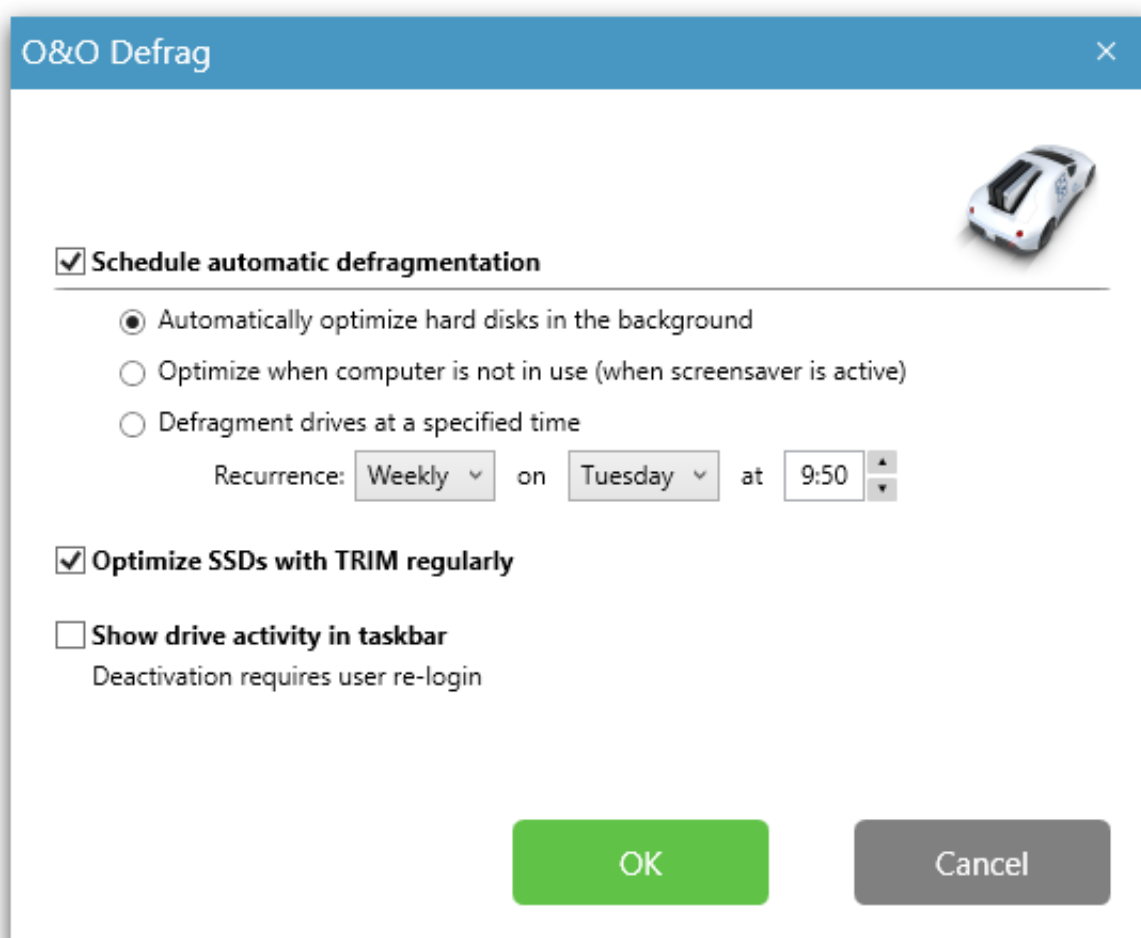 O&O Defrag
Schedule automatic defragmentation
Automatically optimize hard disks in the background
Optimize when computer is not in use (when screensaver is active)
Defragment drives at a specified time
Recurrence: Weekly on Tuesday at 9:50
Optimize SSDs with TRIM regularly
Show drive activity in taskbar
Deactivation requires user re-login
OK Cancel